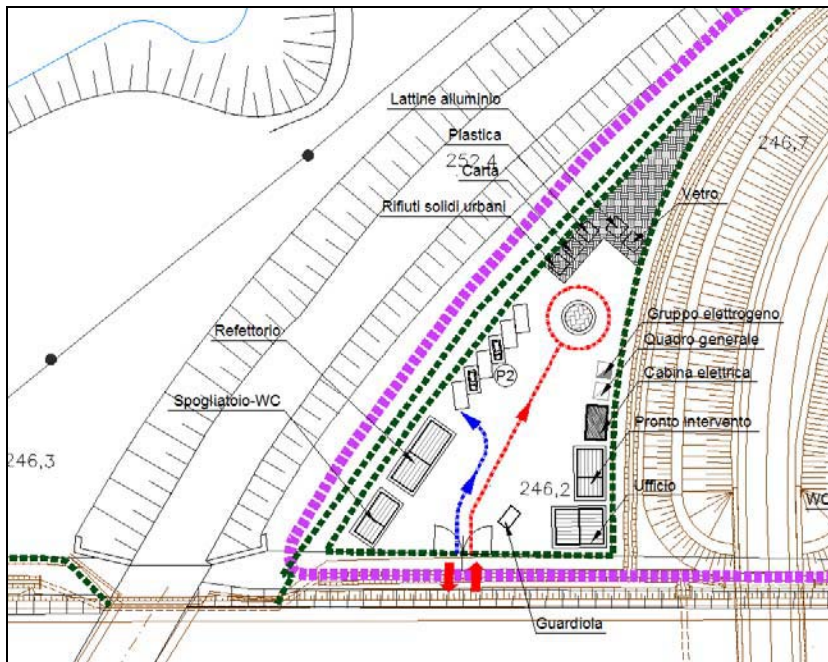 Lattine alluminio
Plastica
252,4
Carta
Rifiuti solidi urbani
246,7
Vetro
Gruppo elettrogeno
Quadro generale
Refettorio
P2
Cabina elettrica
Spogliatoio-WC
Pronto intervento
246,3
246,2
Ufficio
WC
Guardiola